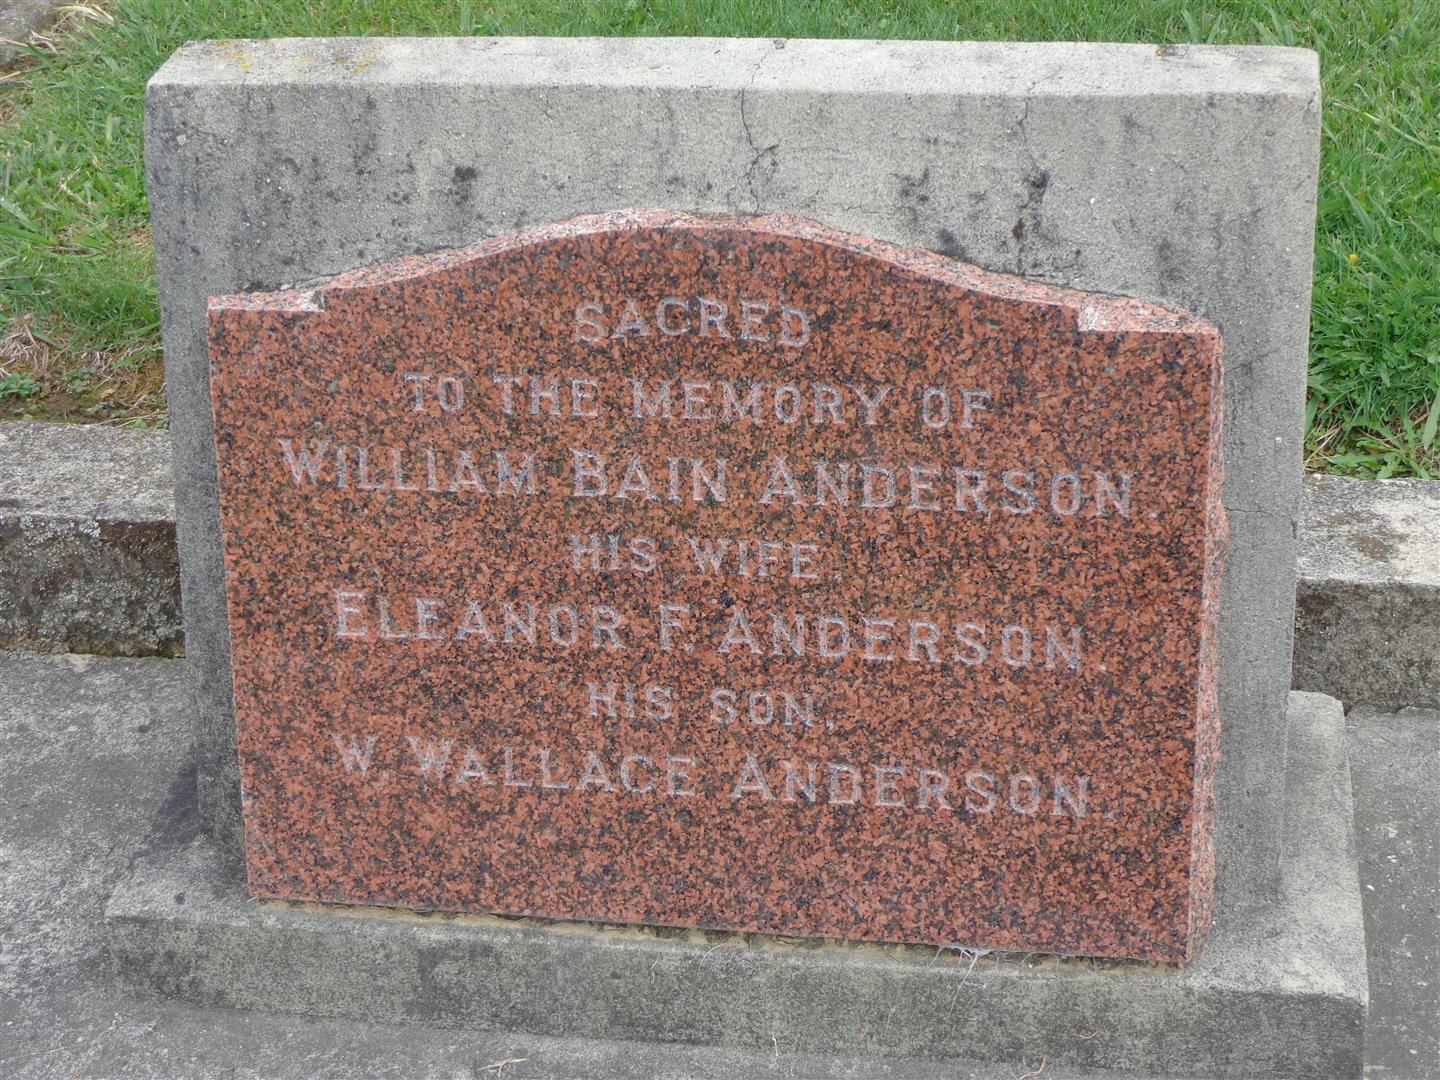 SACRED
TO THE MEMORY OF
WILLIAM BAIN ANDERSON.
HIS WIFE.
ELEANOR F. ANDERSON.
HIS SON.
W. WALLACE ANDERSON.